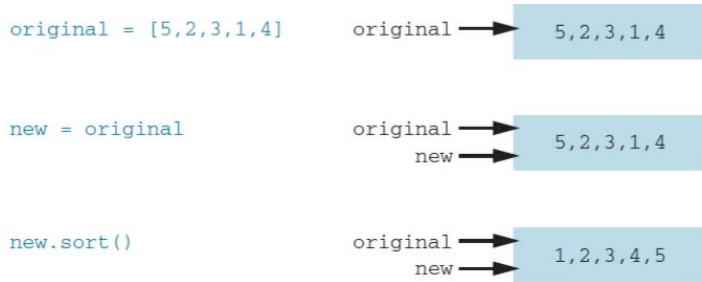 original = [5,2,3,1,4] original 5,2,3,1,4
new = original original
new 5,2,3,1,4
new.sort() original
new 1,2,3,4,5